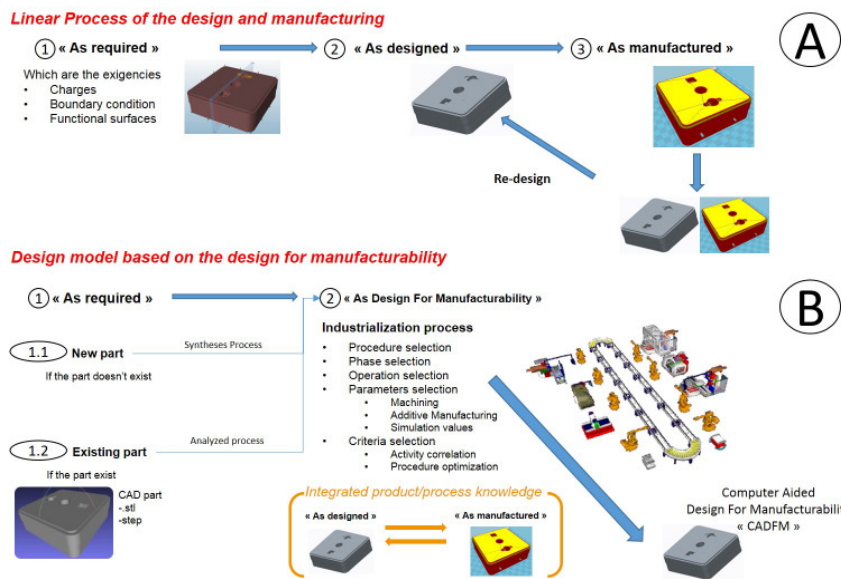 Linear Process of the design and manufacturing
A
1 « As required »
2 « As designed »
3 « As manufactured »
Which are the exigencies
• Charges
• Boundary condition
• Functional surfaces
Re-design
Design model based on the design for manufacturability
B
1 « As required »
2 « As Design For Manufacturability »
1.1 New part
Syntheses Process
If the part doesn't exist
Industrialization process
• Procedure selection
• Phase selection
• Operation selection
• Parameters selection
• Machining
• Additive Manufacturing
• Simulation values
• Criteria selection
• Activity correlation
• Procedure optimization
1.2 Existing part
Analyzed process
If the part exist
CAD part
-.stl
-step
Integrated product/process knowledge
« As designed »
« As manufactured »
Computer Aided
Design For Manufacturabilit
« CADFM »